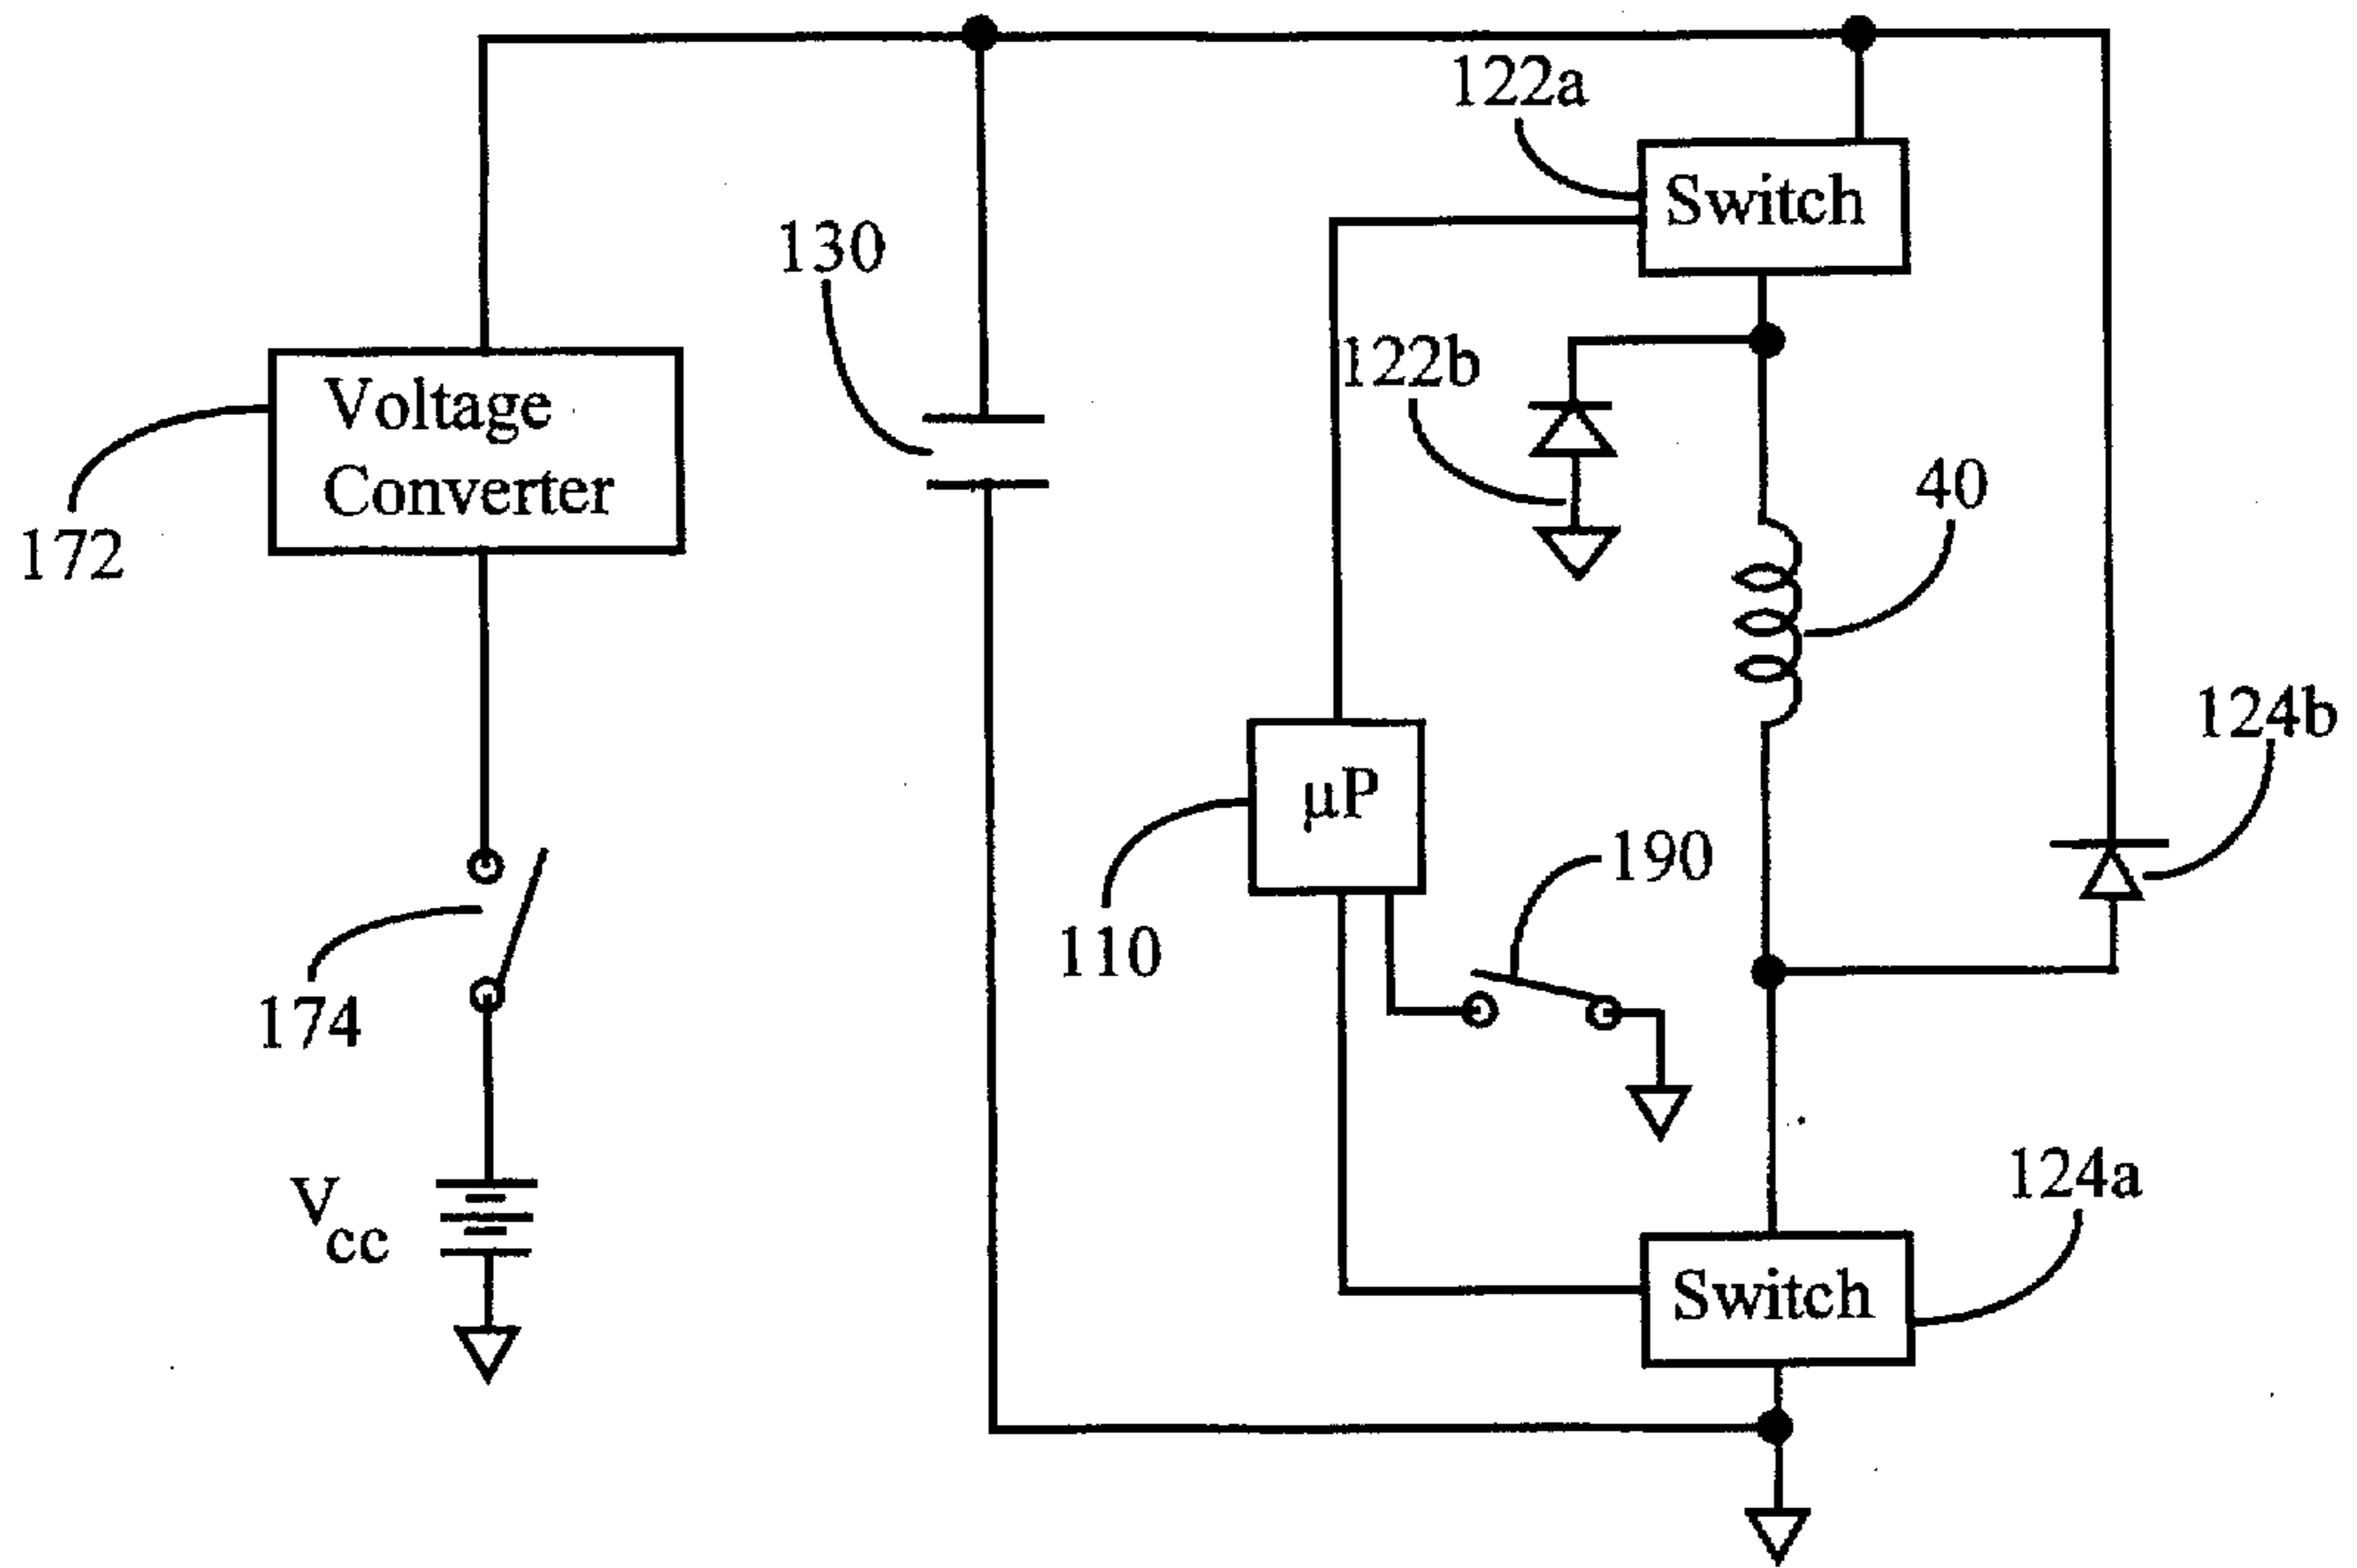 122a
Switch
130
122b
Voltage
Converter
40
172
124b
µP
190
110
174
124a
V
cc
Switch